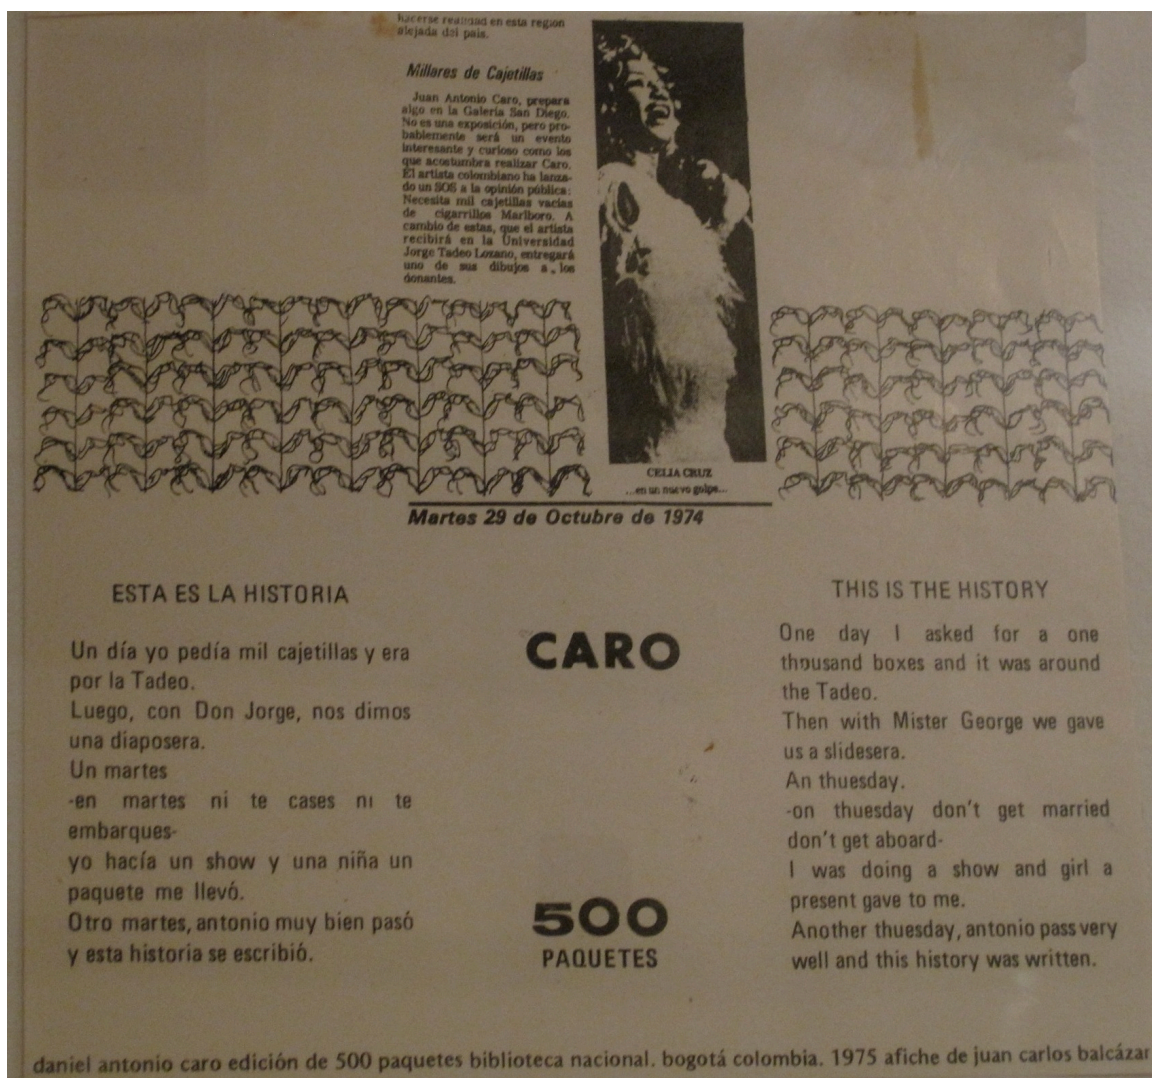 hacerse realidad en esta región
alejada del país.
Millares de Cajetillas
Juan Antonio Caro, prepara
algo en la Galería San Diego.
No es una exposición, pero pro-
bablemente será un evento
interesante y curioso como los
que acostumbra realizar Caro.
El artista colombiano ha lanza-
do un SOS a la opinión pública:
Necesita mil cajetillas vacías
de cigarrillos Marlboro. A
cambio de estas, que el artista
recibirá en la Universidad
Jorge Tadeo Lozano, entregará
uno de sus dibujos a los
donantes.
CELIA CRUZ
...en un nuevo golpe...
Martes 29 de Octubre de 1974
ESTA ES LA HISTORIA
Un día yo pedía mil cajetillas y era
por la Tadeo.
Luego, con Don Jorge, nos dimos
una diaposera.
Un martes
-en martes ni te cases ni te
embarques-
yo hacía un show y una niña un
paquete me llevó.
Otro martes, antonio muy bien pasó
y esta historia se escribió.
CARO
500
PAQUETES
THIS IS THE HISTORY
One day I asked for a one
thousand boxes and it was around
the Tadeo.
Then with Mister George we gave
us a slidesera.
An thuesday.
-on thuesday don't get married
don't get aboard-
I was doing a show and girl a
present gave to me.
Another thuesday, antonio pass very
well and this history was written.
daniel antonio caro edición de 500 paquetes biblioteca nacional. bogotá colombia. 1975 afiche de juan carlos balcázar